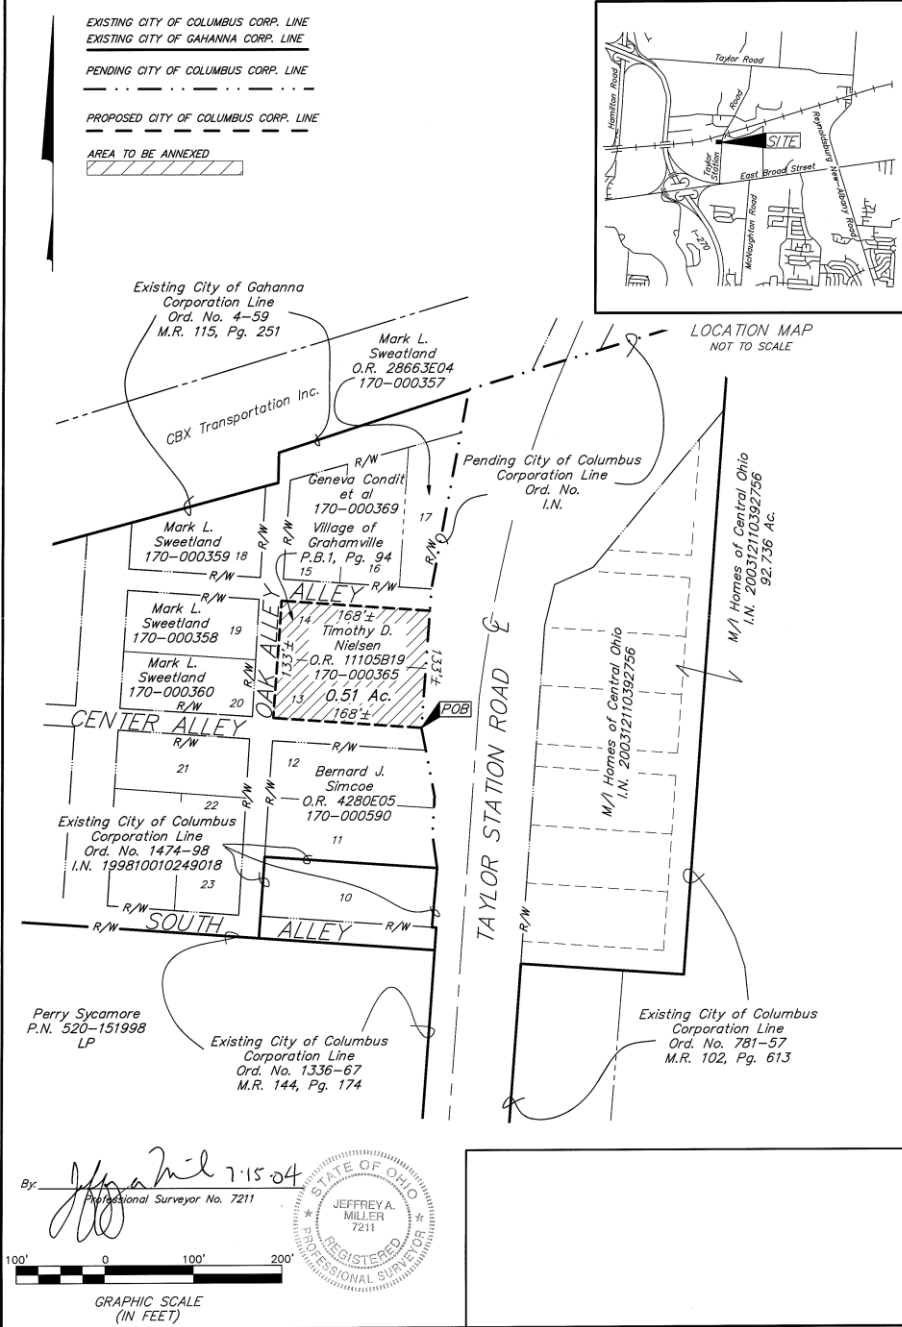 EXISTING CITY OF COLUMBUS CORP. LINE
EXISTING CITY OF GAHANNA CORP. LINE
PENDING CITY OF COLUMBUS CORP. LINE
PROPOSED CITY OF COLUMBUS CORP. LINE
AREA TO BE ANNEXED
Taylor Road
Hamilton Road
Road
Taylor
Station
SITE
East Broad Street
Reynoldsburg New-Albany Road
McNaughton Road
I-270
LOCATION MAP
NOT TO SCALE
Existing City of Gahanna
Corporation Line
Ord. No. 4-59
M.R. 115, Pg. 251
Mark L.
Sweatland
O.R. 28663E04
170-000357
CBX Transportation Inc.
R/W
Geneva Condit
et al
170-000369
17
Pending City of Columbus
Corporation Line
Ord. No.
I.N.
Village of
Grahamville
P.B.1, Pg. 94
15
16
R/W
R/W
R/W
Mark L.
Sweetland
170-000359
18
R/W
R/W
ALLEY
R/W
Mark L.
Sweetland
170-000358
19
Mark L.
Sweetland
170-000360
20
R/W
R/W
OAK ALLEY
168'±
14
Timothy D.
Nielsen
O.R. 11105B19
170-000365
0.51 Ac.
13
168'±
133'±
133'±
POB
CENTER ALLEY
R/W
R/W
21
22
23
R/W
R/W
12
Bernard J.
Simcoe
O.R. 4280E05
170-000590
11
10
TAYLOR STATION ROAD
M/I Homes of Central Ohio
I.N. 200312110392756
M/I Homes of Central Ohio
I.N. 200312110392756
92.736 Ac.
Existing City of Columbus
Corporation Line
Ord. No. 1474-98
I.N. 199810010249018
R/W
R/W
SOUTH ALLEY
R/W
R/W
R/W
Perry Sycamore
P.N. 520-151998
LP
Existing City of Columbus
Corporation Line
Ord. No. 1336-67
M.R. 144, Pg. 174
Existing City of Columbus
Corporation Line
Ord. No. 781-57
M.R. 102, Pg. 613
By:
7-15-04
Professional Surveyor No. 7211
STATE OF OHIO
JEFFREY A.
MILLER
7211
REGISTERED
PROFESSIONAL SURVEYOR
100'
0
100'
200'
GRAPHIC SCALE
(IN FEET)